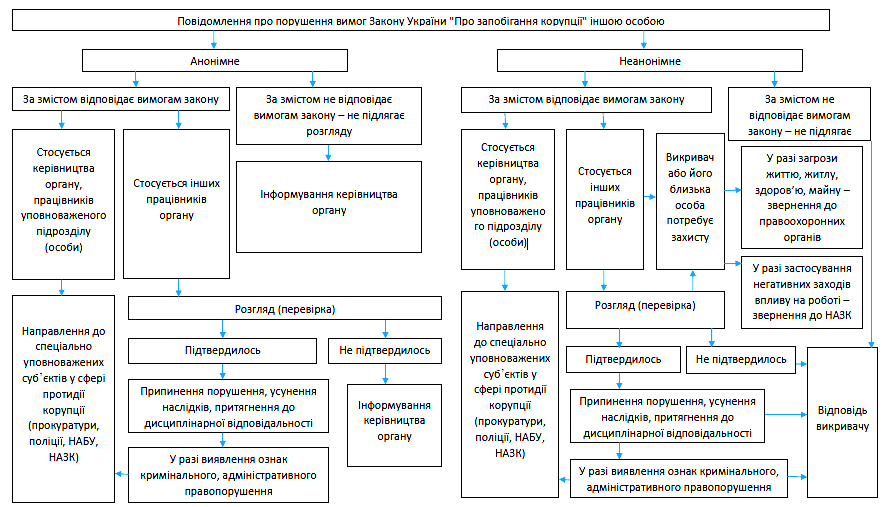 Повідомлення про порушення вимог Закону України "Про запобігання корупції" іншою особою
Анонімне
Неанонімне
За змістом відповідає вимогам закону
За змістом не відповідає
вимогам закону – не підлягає
розгляду
За змістом відповідає вимогам закону
За змістом не
відповідає вимогам
закону – не підлягає
Стосується
керівництва
органу,
працівників
уповноваженого
підрозділу
(особи)
Стосується інших
працівників
органу
Інформування керівництва
органу
Стосується
керівництва
органу,
працівників
уповноважено
го підрозділу
(особи)
Стосується
інших
працівників
органу
Викривач
або його
близька
особа
потребує
захисту
У разі загрози
життю, житлу,
здоров’ю, майну –
звернення до
правоохоронних
органів
У разі застосування
негативних заходів
впливу на роботі –
звернення до НАЗК
Направлення до
спеціально
уповноважених
суб`єктів у сфері
протидії
корупції
(прокуратури,
поліції, НАБУ,
НАЗК)
Розгляд (перевірка)
Підтвердилось
Не підтвердилось
Припинення порушення, усунення
наслідків, притягнення до
дисциплінарної відповідальності
Інформування
керівництва
органу
У разі виявлення ознак
кримінального, адміністративного
правопорушення
Направлення
до спеціально
уповноважених
суб`єктів у
сфері протидії
корупції
(прокуратури,
поліції, НАБУ,
НАЗК)
Розгляд (перевірка)
Підтвердилось
Не підтвердилось
Припинення порушення, усунення
наслідків, притягнення до
дисциплінарної відповідальності
Відповідь
викривачу
У разі виявлення ознак кримінального,
адміністративного правопорушення